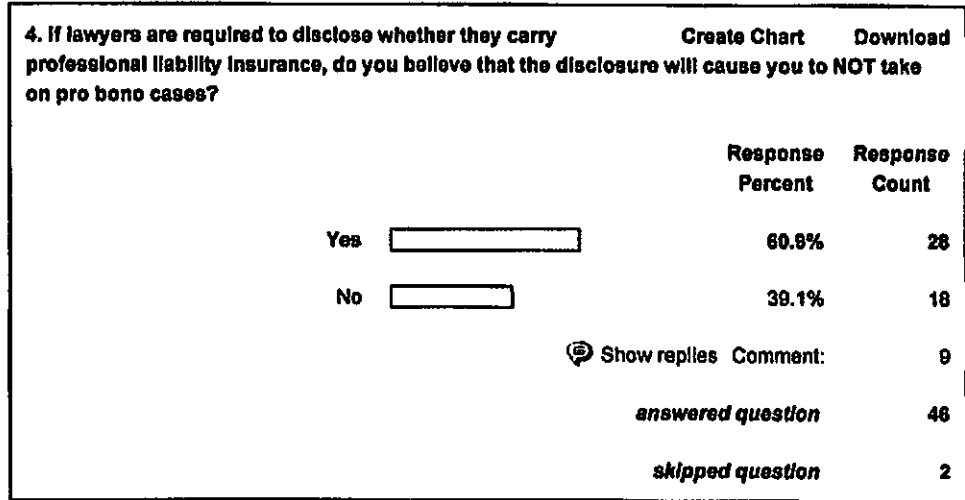 4. If lawyers are required to disclose whether they carry Create Chart Download
professional liability insurance, do you believe that the disclosure will cause you to NOT take
on pro bono cases?
Response Response
Percent Count
Yes 60.9% 28
No 39.1% 18
Show replies Comment: 9
answered question 46
skipped question 2